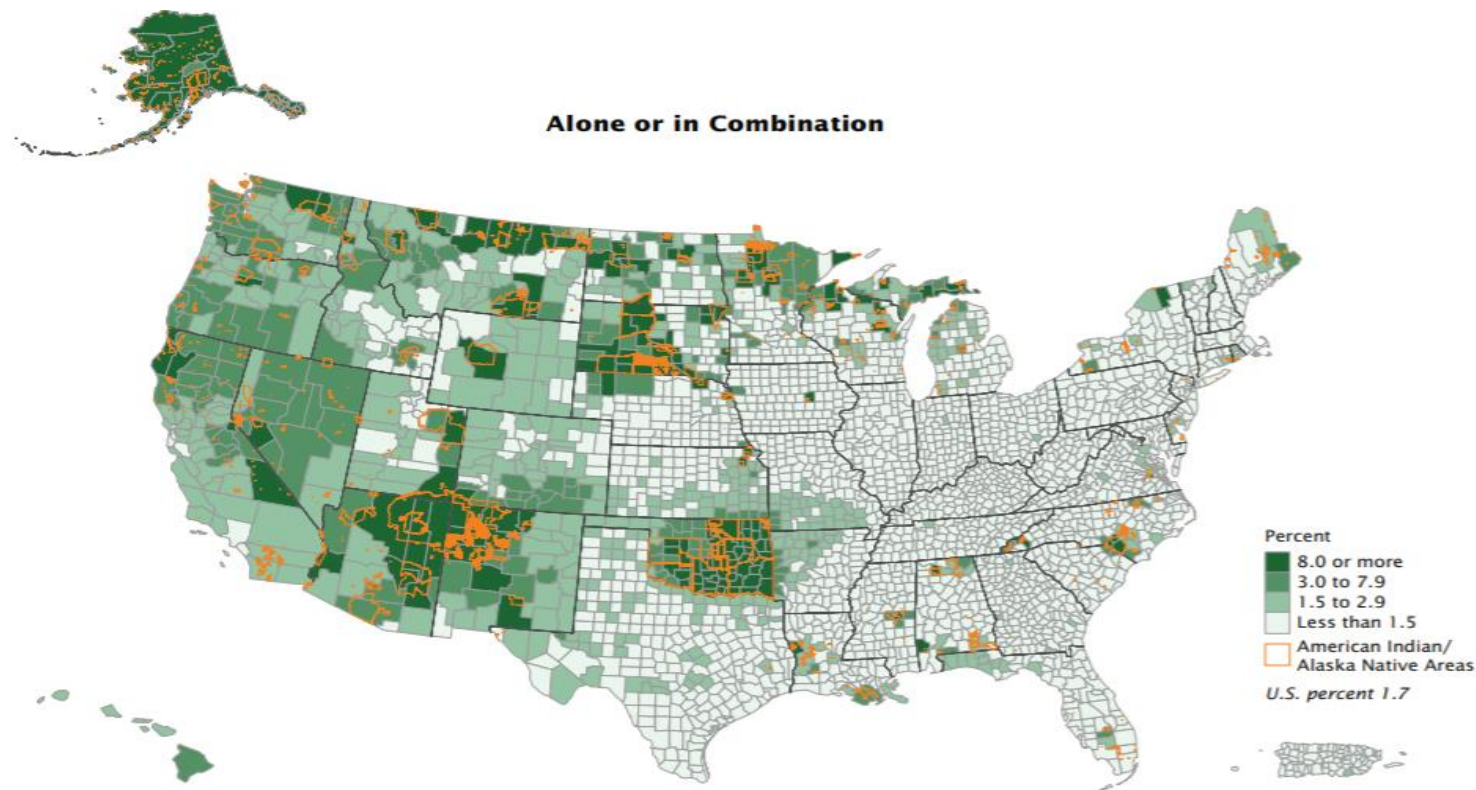 Alone or in Combination
Percent
8.0 or more
3.0 to 7.9
1.5 to 2.9
Less than 1.5
American Indian/
Alaska Native Areas
U.S. percent 1.7